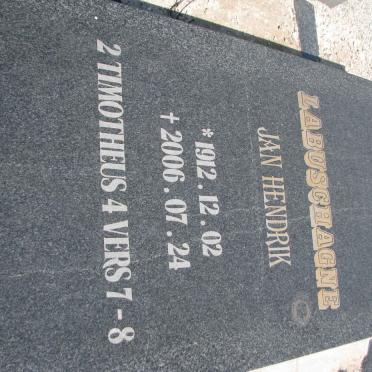 LABUSCHAGNE
JAN HENDRIK
* 1912. 12. 02
† 2006. 07. 24
2 TIMOTHEUS 4 VERS 7 - 8